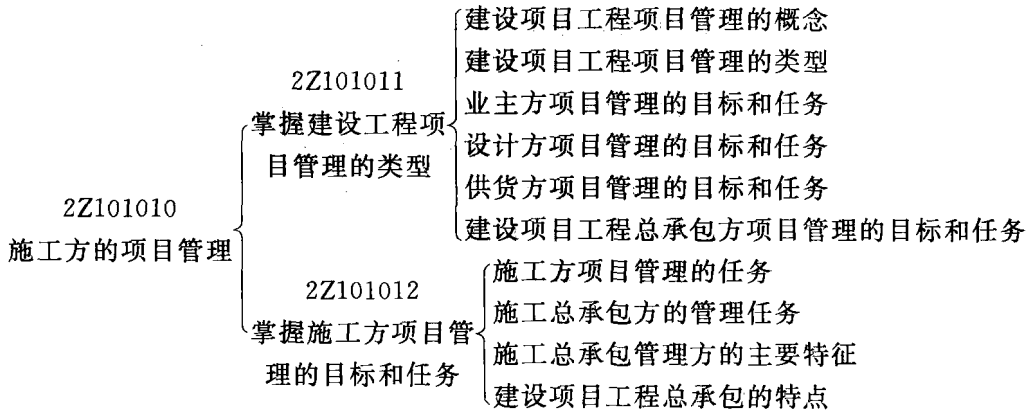 2Z101010
施工方的项目管理
2Z101011
掌握建设工程项
目管理的类型
建设项目工程项目管理的概念
建设项目工程项目管理的类型
业主方项目管理的目标和任务
设计方项目管理的目标和任务
供货方项目管理的目标和任务
建设项目工程总承包方项目管理的目标和任务
2Z101012
掌握施工方项目管
理的目标和任务
施工方项目管理的任务
施工总承包方的管理任务
施工总承包管理方的主要特征
建设项目工程总承包的特点